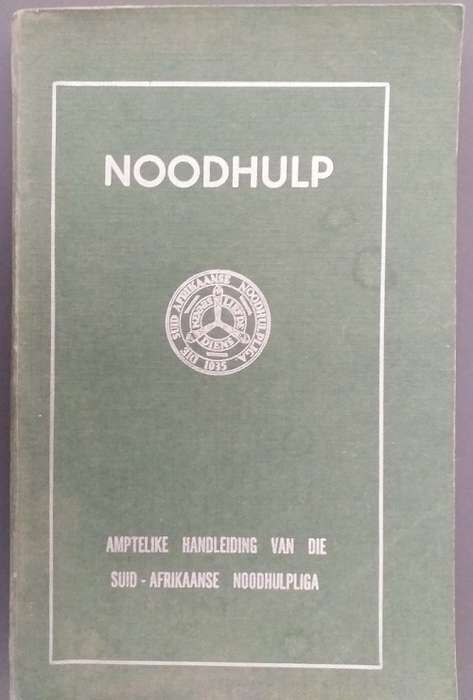 NOODHULP
DIE SUID AFRIKAANSE NOODHULPLIGA
1935
LIEFDE
DIENS
AMPTELIKE HANDLEIDING VAN DIE
SUID-AFRIKAANSE NOODHULPLIGA